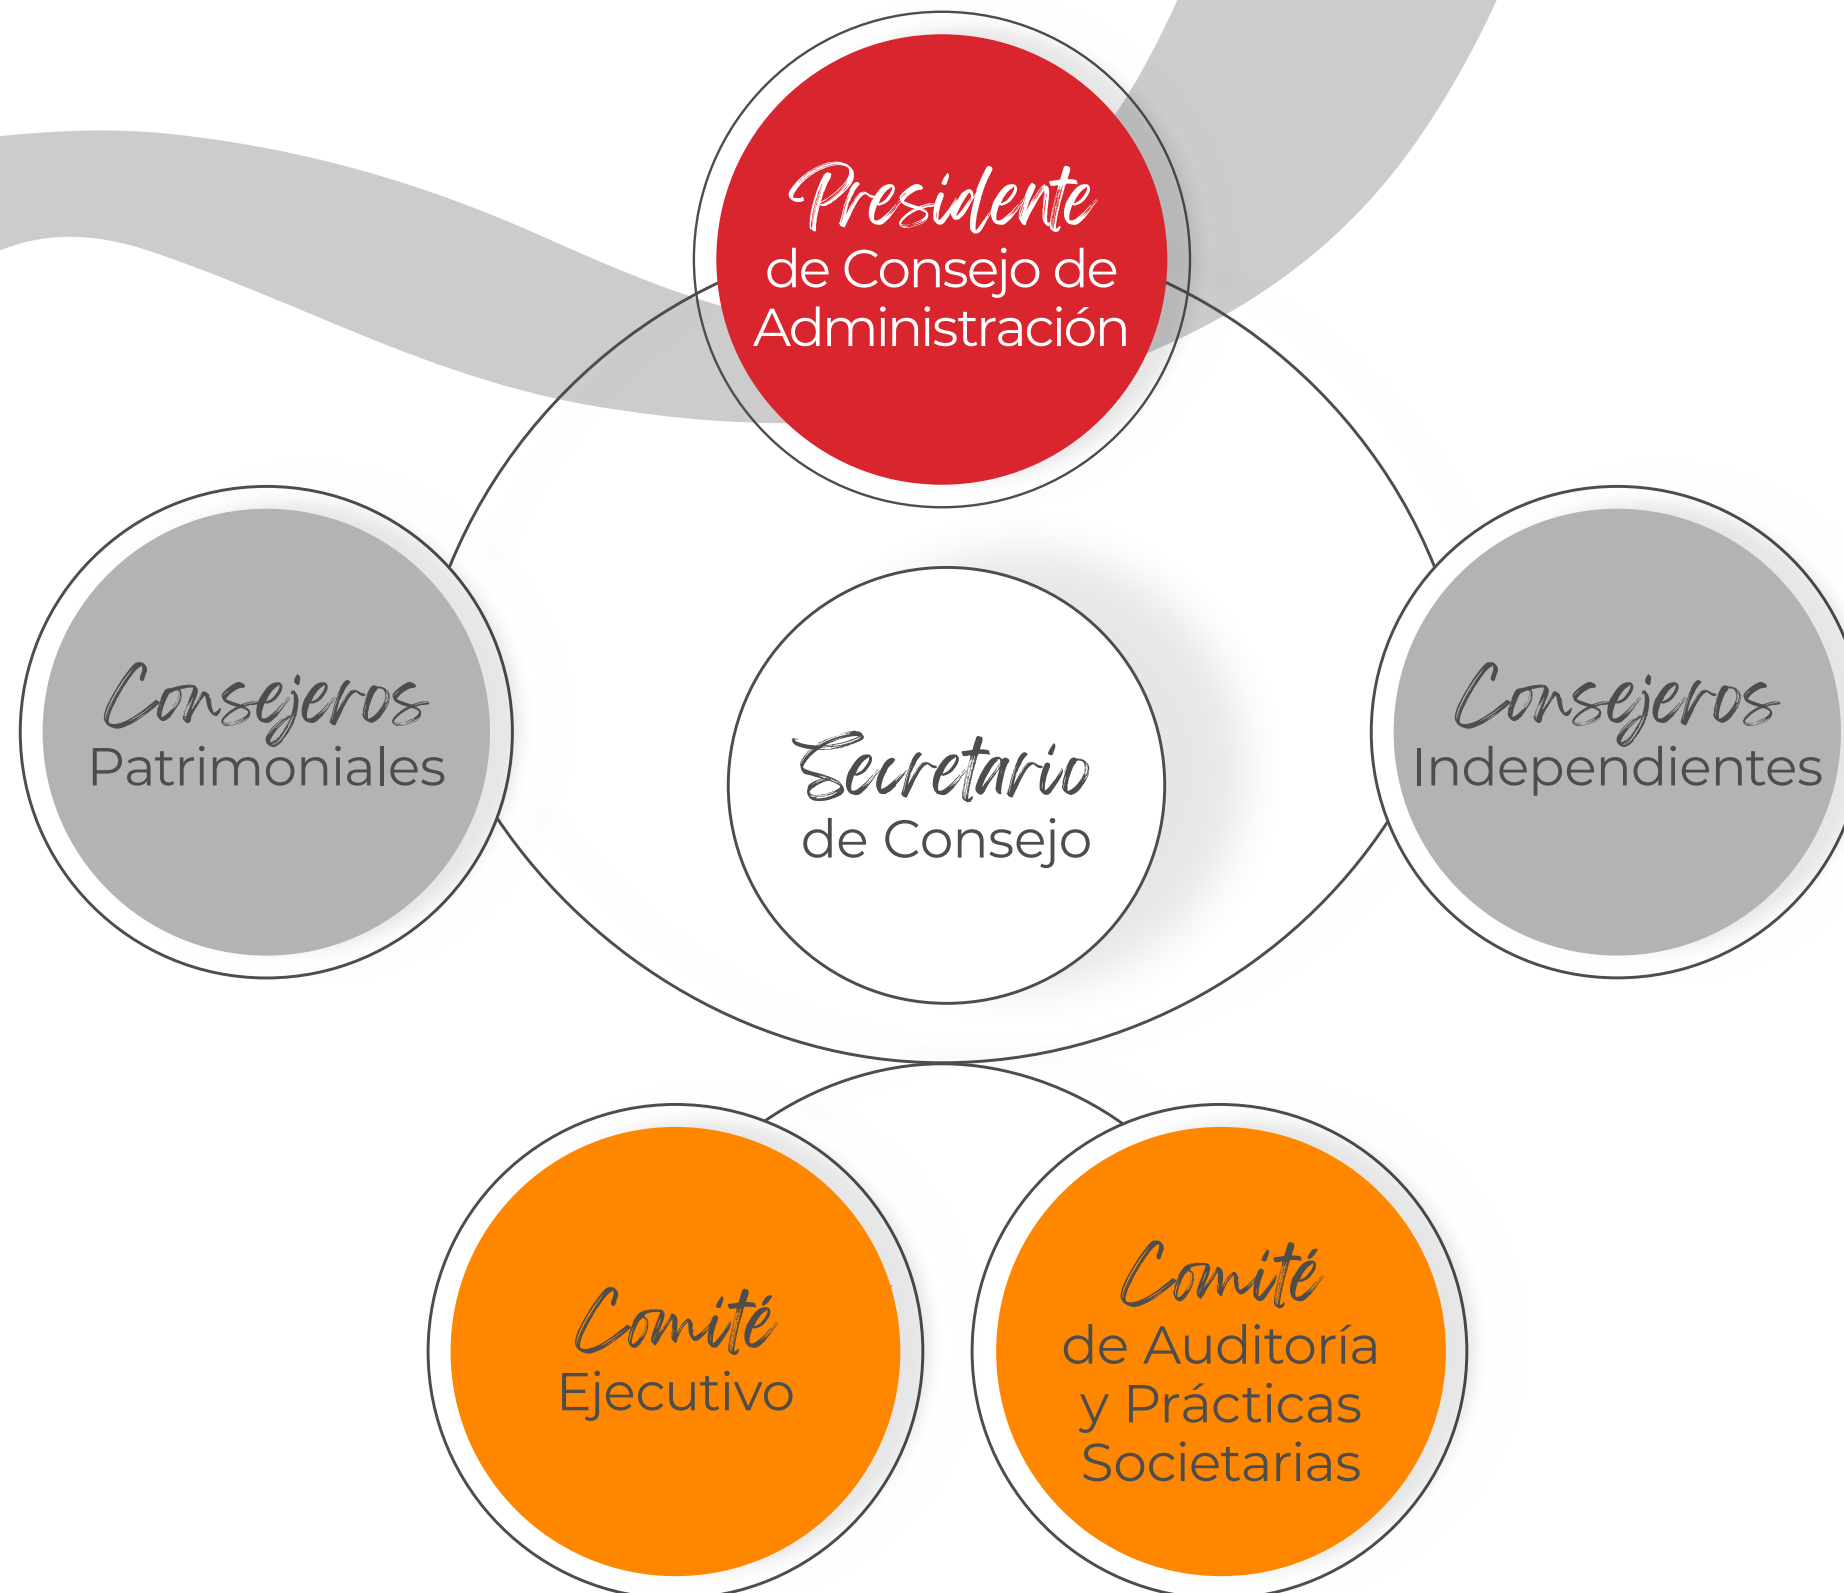 Presidente
de Consejo de
Administración
Consejeros
Patrimoniales
Secretario
de Consejo
Consejeros
Independientes
Comité
Ejecutivo
Comité
de Auditoría
y Prácticas
Societarias